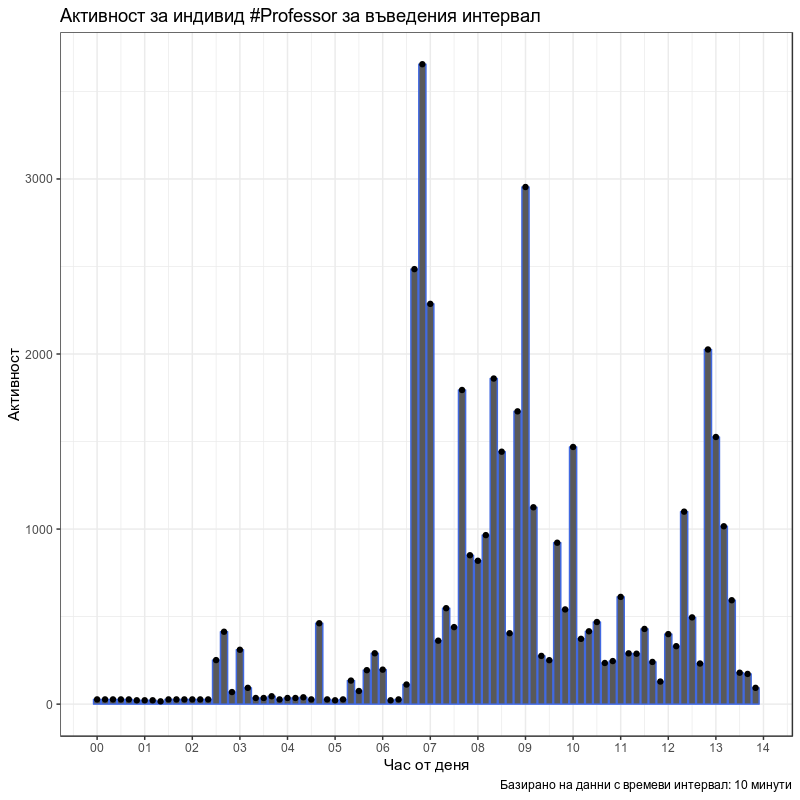 Активност за индивид #Professor за въведения интервал
Активност
3000
2000
1000
0
00 01 02 03 04 05 06 07 08 09 10 11 12 13 14
Час от деня
Базирано на данни с времеви интервал: 10 минути